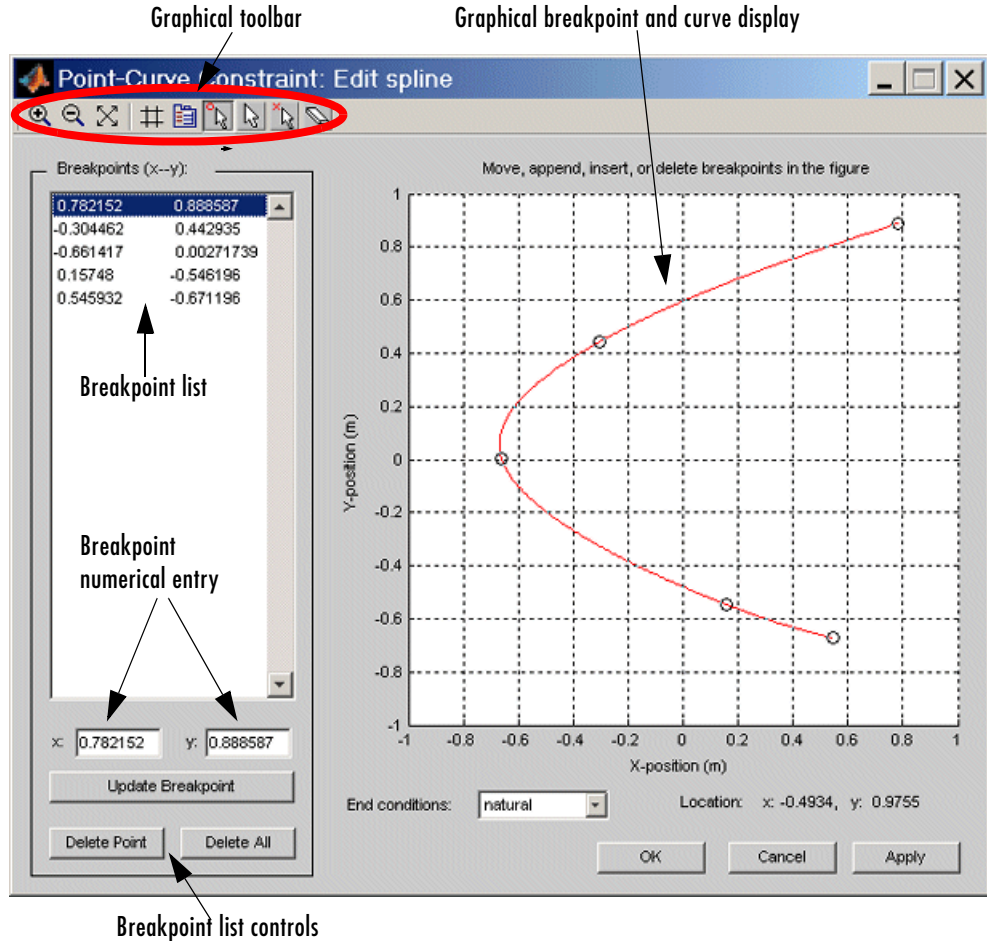 Graphical toolbar
Graphical breakpoint and curve display
Point-Curve Constraint: Edit spline
Breakpoints (x--y):
0.782152 0.888587
-0.304462 0.442935
-0.661417 0.00271739
0.15748 -0.546196
0.545932 -0.671196
Breakpoint list
Breakpoint
numerical entry
x: 0.782152 y: 0.888587
Update Breakpoint
Delete Point Delete All
Breakpoint list controls
Move, append, insert, or delete breakpoints in the figure
1
0.8
0.6
0.4
0.2
0
-0.2
-0.4
-0.6
-0.8
-1
Y-position (m)
-1 -0.8 -0.6 -0.4 -0.2 0 0.2 0.4 0.6 0.8 1
X-position (m)
End conditions: natural Location: x: -0.4934, y: 0.9755
OK Cancel Apply